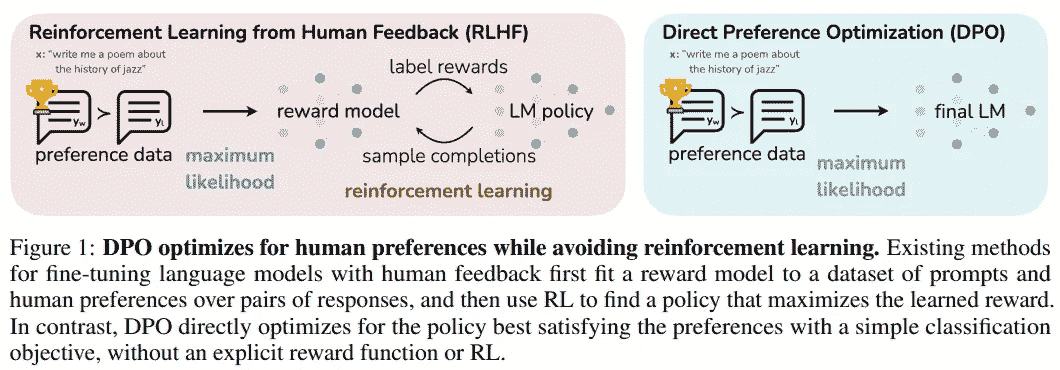 Reinforcement Learning from Human Feedback (RLHF)
x: "write me a poem about
the history of jazz"
label rewards
yw > yl
reward model
LM policy
preference data
maximum
likelihood
sample completions
reinforcement learning
Direct Preference Optimization (DPO)
x: "write me a poem about
the history of jazz"
yw > yl
final LM
preference data
maximum
likelihood
Figure 1: DPO optimizes for human preferences while avoiding reinforcement learning. Existing methods
for fine-tuning language models with human feedback first fit a reward model to a dataset of prompts and
human preferences over pairs of responses, and then use RL to find a policy that maximizes the learned reward.
In contrast, DPO directly optimizes for the policy best satisfying the preferences with a simple classification
objective, without an explicit reward function or RL.